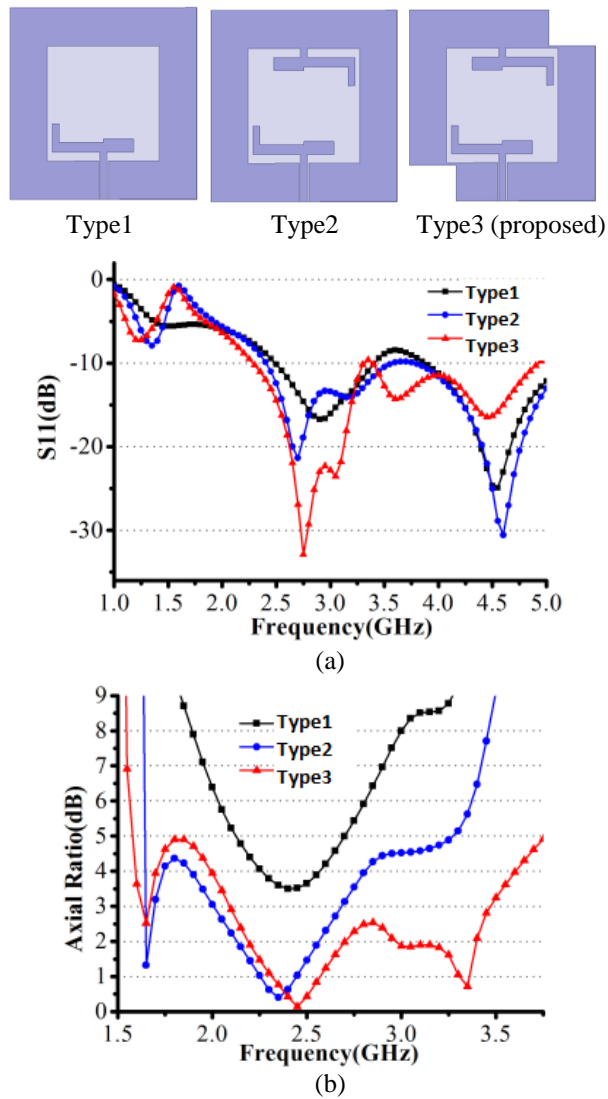 Type1 Type2 Type3 (proposed)
0
-10
-20
-30
S11(dB)
Type1
Type2
Type3
1.0 1.5 2.0 2.5 3.0 3.5 4.0 4.5 5.0
Frequency(GHz)
(a)
9
8
7
6
5
4
3
2
1
0
Axial Ratio(dB)
Type1
Type2
Type3
1.5 2.0 2.5 3.0 3.5
Frequency(GHz)
(b)